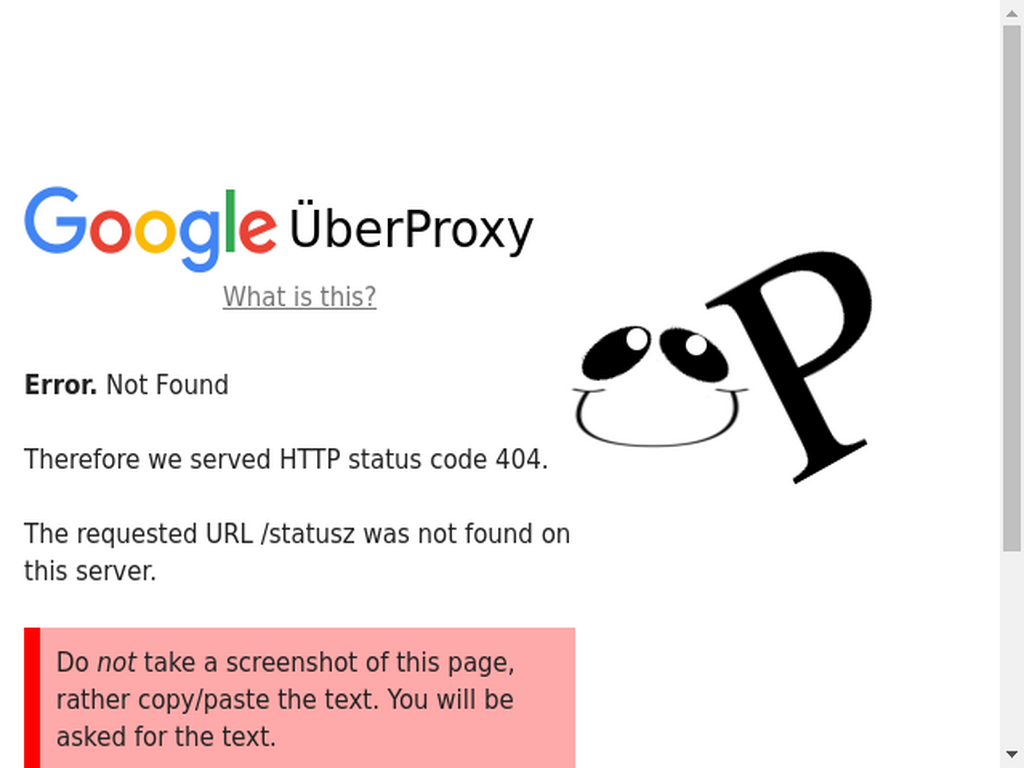 Google ÜberProxy
What is this?
Error. Not Found
Therefore we served HTTP status code 404.
The requested URL /statusz was not found on
this server.
Do not take a screenshot of this page,
rather copy/paste the text. You will be
asked for the text.
P